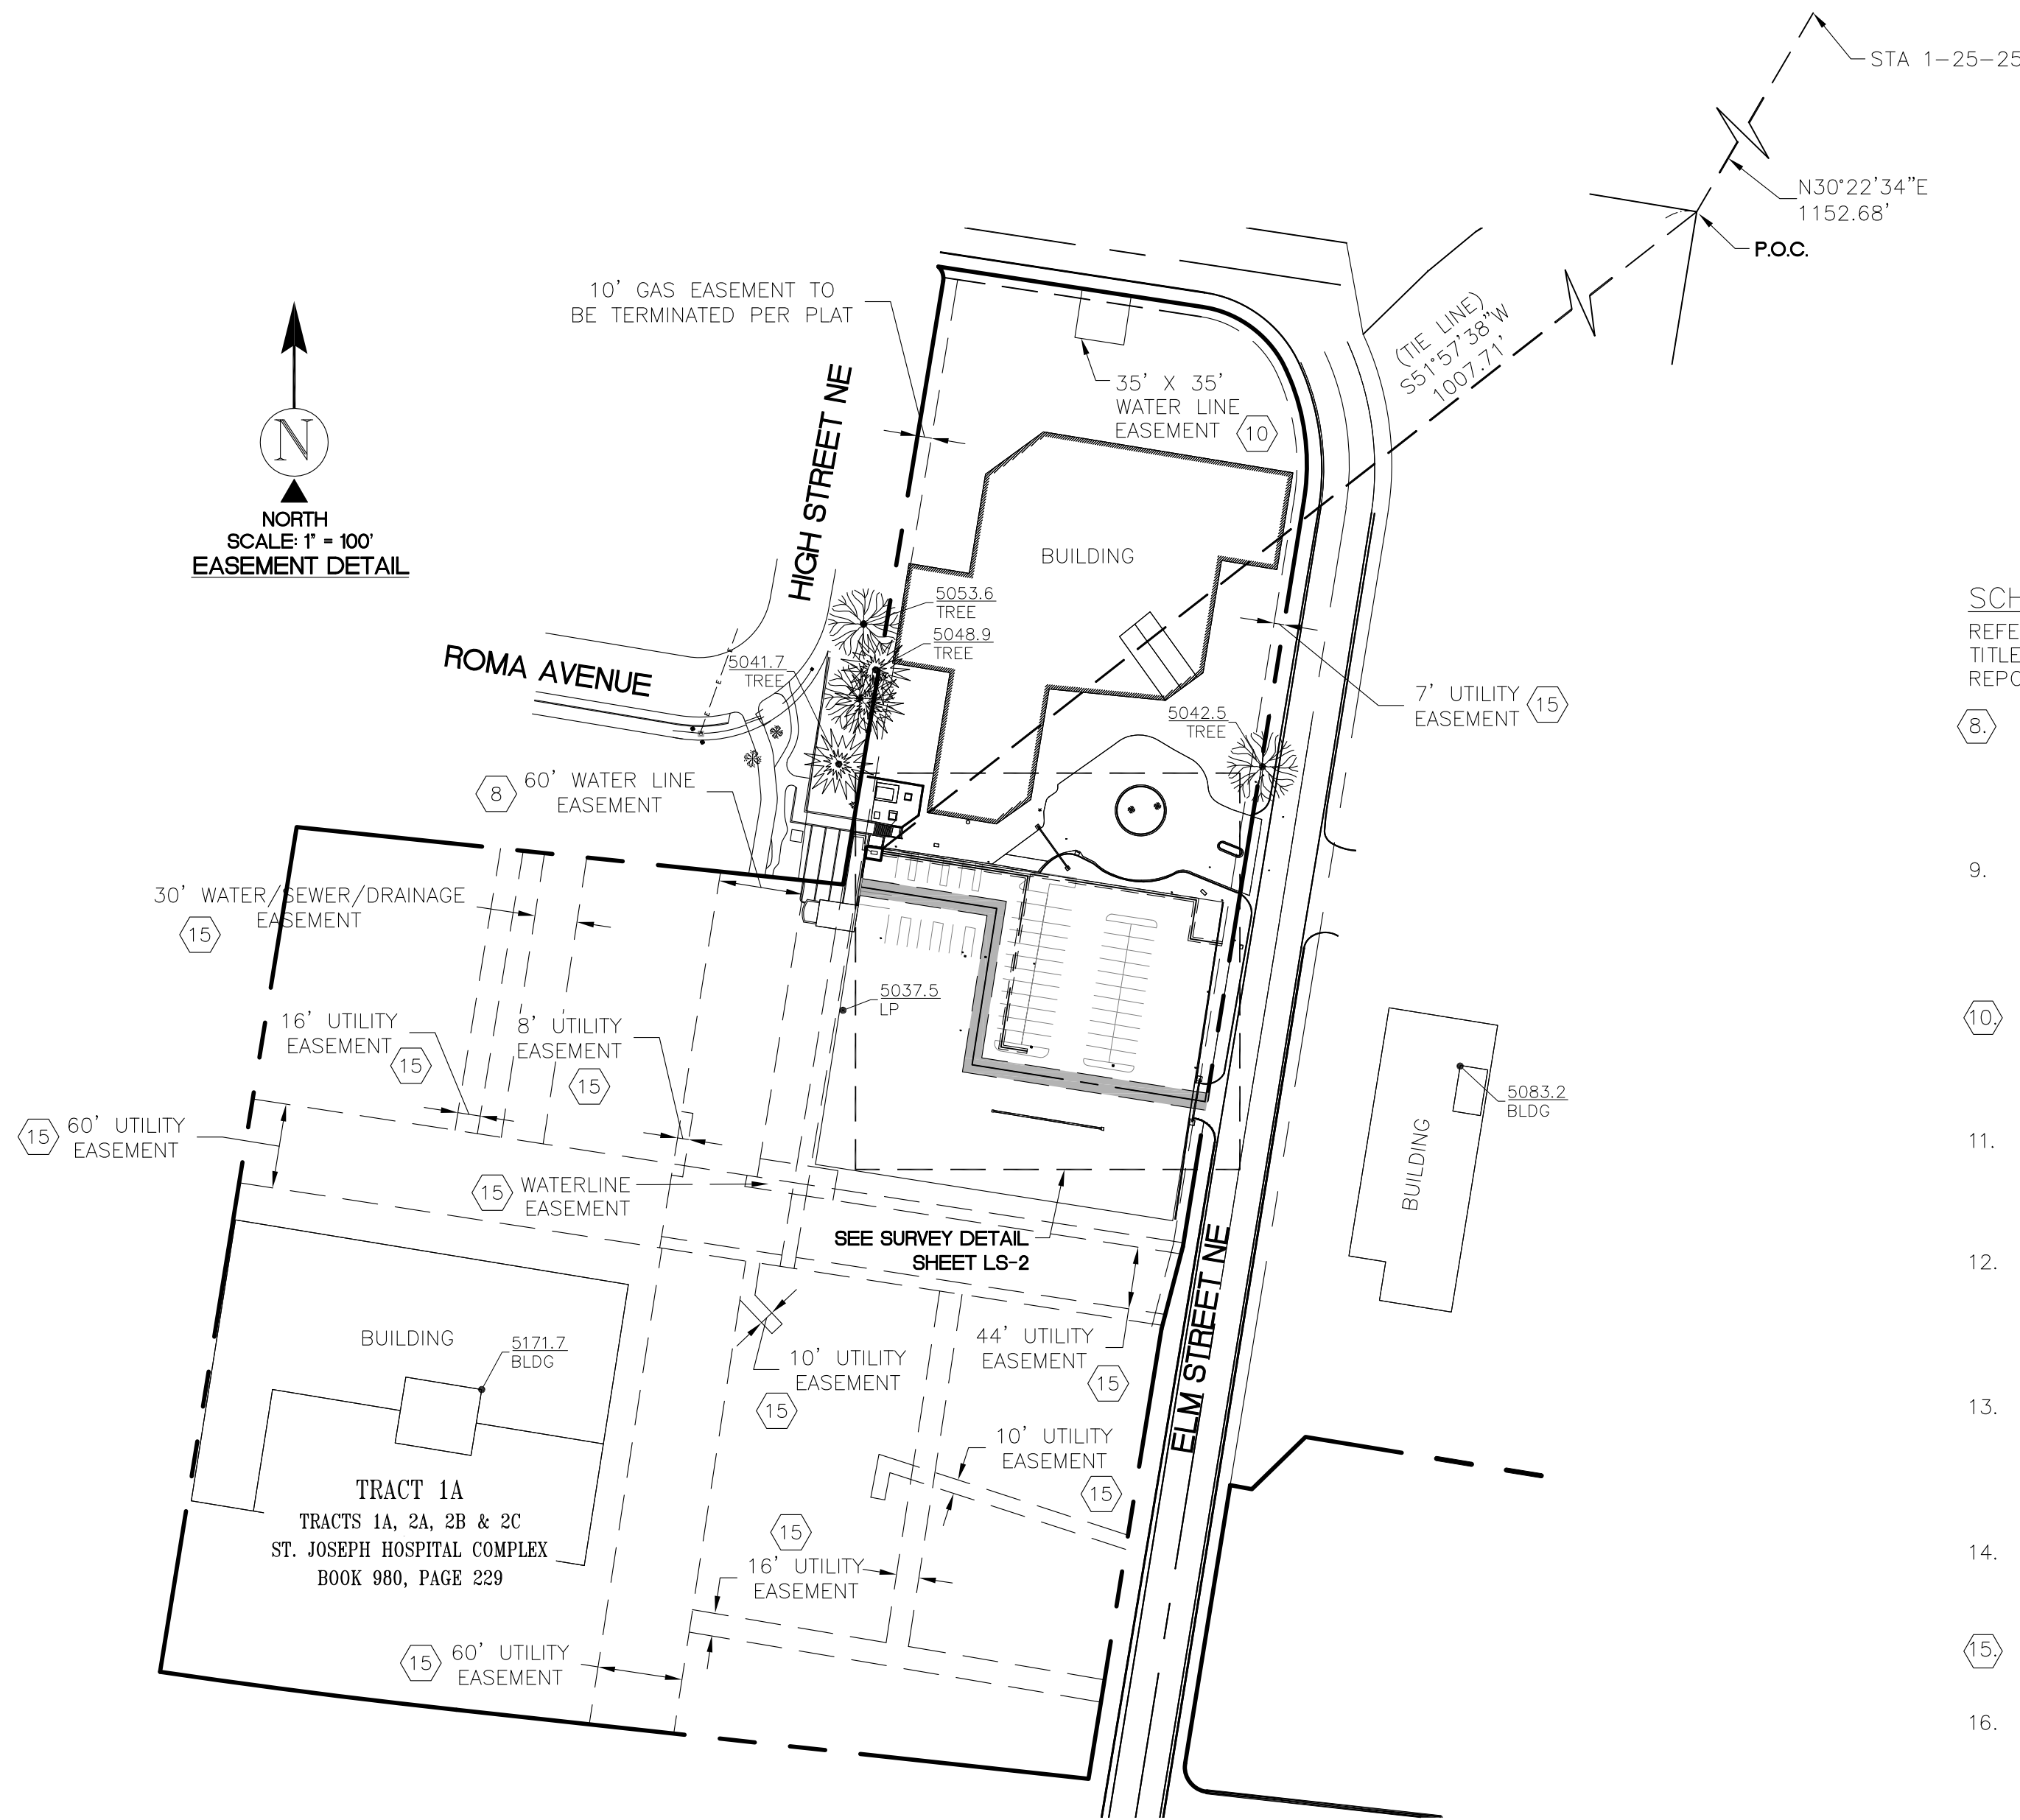 STA 1-25-25
N30°22'34"E
1152.68'
P.O.C.
(TIE LINE)
S51°57'38"W
1007.71'
10' GAS EASEMENT TO
BE TERMINATED PER PLAT
N
NORTH
SCALE: 1" = 100'
EASEMENT DETAIL
HIGH STREET NE
35' X 35'
WATER LINE
EASEMENT
10
BUILDING
5053.6
TREE
5048.9
TREE
5041.7
TREE
ROMA AVENUE
5042.5
TREE
7' UTILITY
EASEMENT
15
8
60' WATER LINE
EASEMENT
30' WATER/SEWER/DRAINAGE
EASEMENT
15
5037.5
LP
16' UTILITY
EASEMENT
15
8' UTILITY
EASEMENT
15
15
60' UTILITY
EASEMENT
15
WATERLINE
EASEMENT
SEE SURVEY DETAIL
SHEET LS-2
BUILDING
5083.2
BLDG
ELM STREET NE
BUILDING
5171.7
BLDG
10' UTILITY
EASEMENT
15
44' UTILITY
EASEMENT
15
10' UTILITY
EASEMENT
15
TRACT 1A
TRACTS 1A, 2A, 2B & 2C
ST. JOSEPH HOSPITAL COMPLEX
BOOK 980, PAGE 229
15
16' UTILITY
EASEMENT
15
60' UTILITY
EASEMENT
SCH
REFE
TITLE
REPO
8.
9.
10.
11.
12.
13.
14.
15.
16.